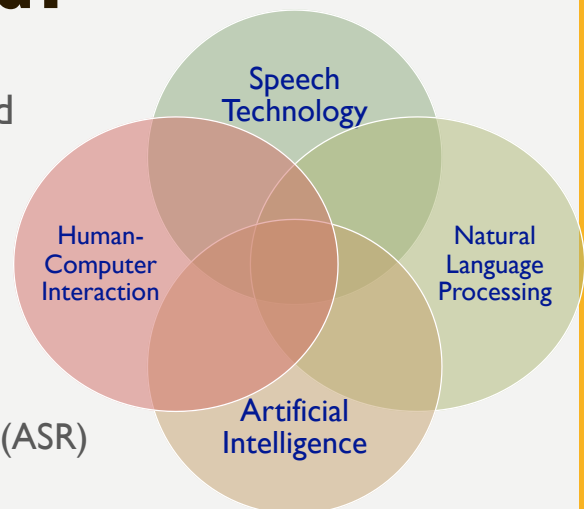 Speech
Technology
Human-
Computer
Interaction
Natural
Language
Processing
Artificial
Intelligence
(ASR)